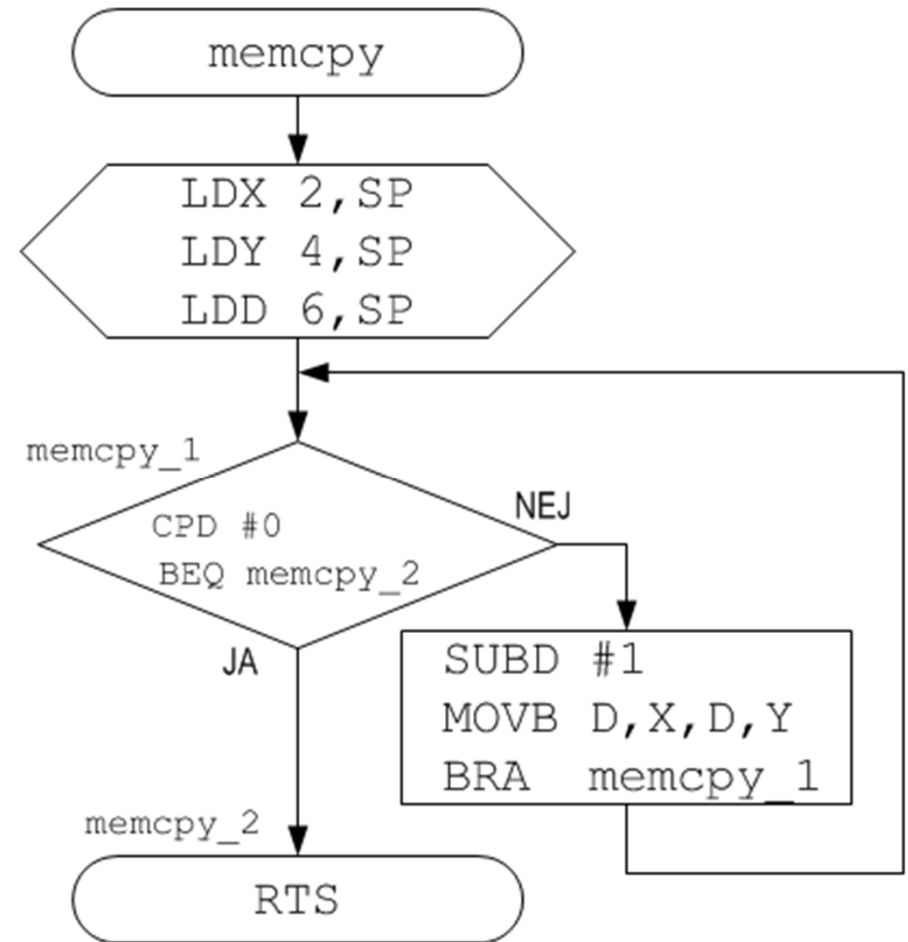 memcpy
LDX 2,SP
LDY 4,SP
LDD 6,SP
memcpy_1
CPD #0
BEQ memcpy_2
NEJ
JA
SUBD #1
MOVB D,X,D,Y
BRA memcpy_1
memcpy_2
RTS